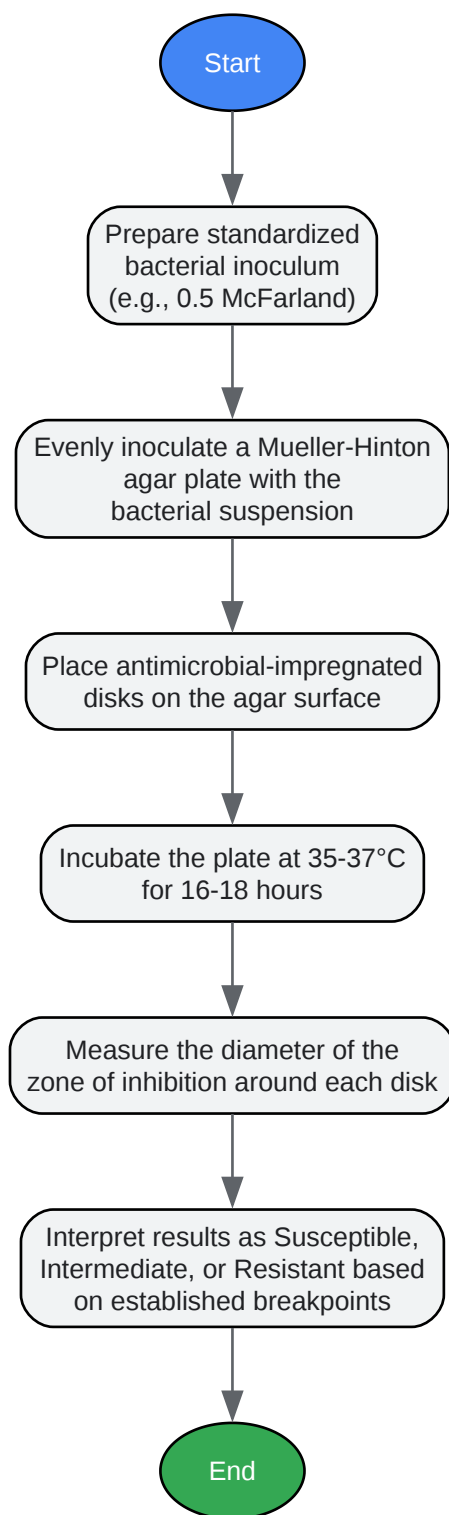 Start
Prepare standardized
bacterial inoculum
(e.g., 0.5 McFarland)
Evenly inoculate a Mueller-Hinton
agar plate with the
bacterial suspension
Place antimicrobial-impregnated
disks on the agar surface
Incubate the plate at 35-37°C
for 16-18 hours
Measure the diameter of the
zone of inhibition around each disk
Interpret results as Susceptible,
Intermediate, or Resistant based
on established breakpoints
End